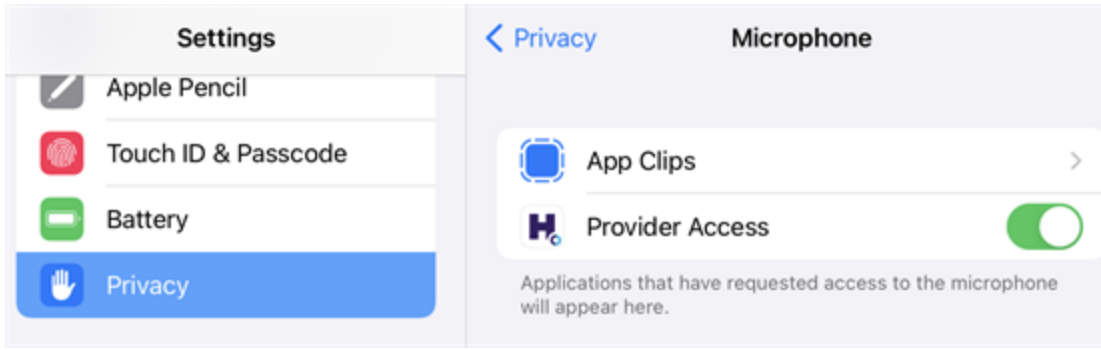 Settings
Apple Pencil
Touch ID & Passcode
Battery
Privacy
Privacy
Microphone
App Clips
Provider Access
Applications that have requested access to the microphone
will appear here.